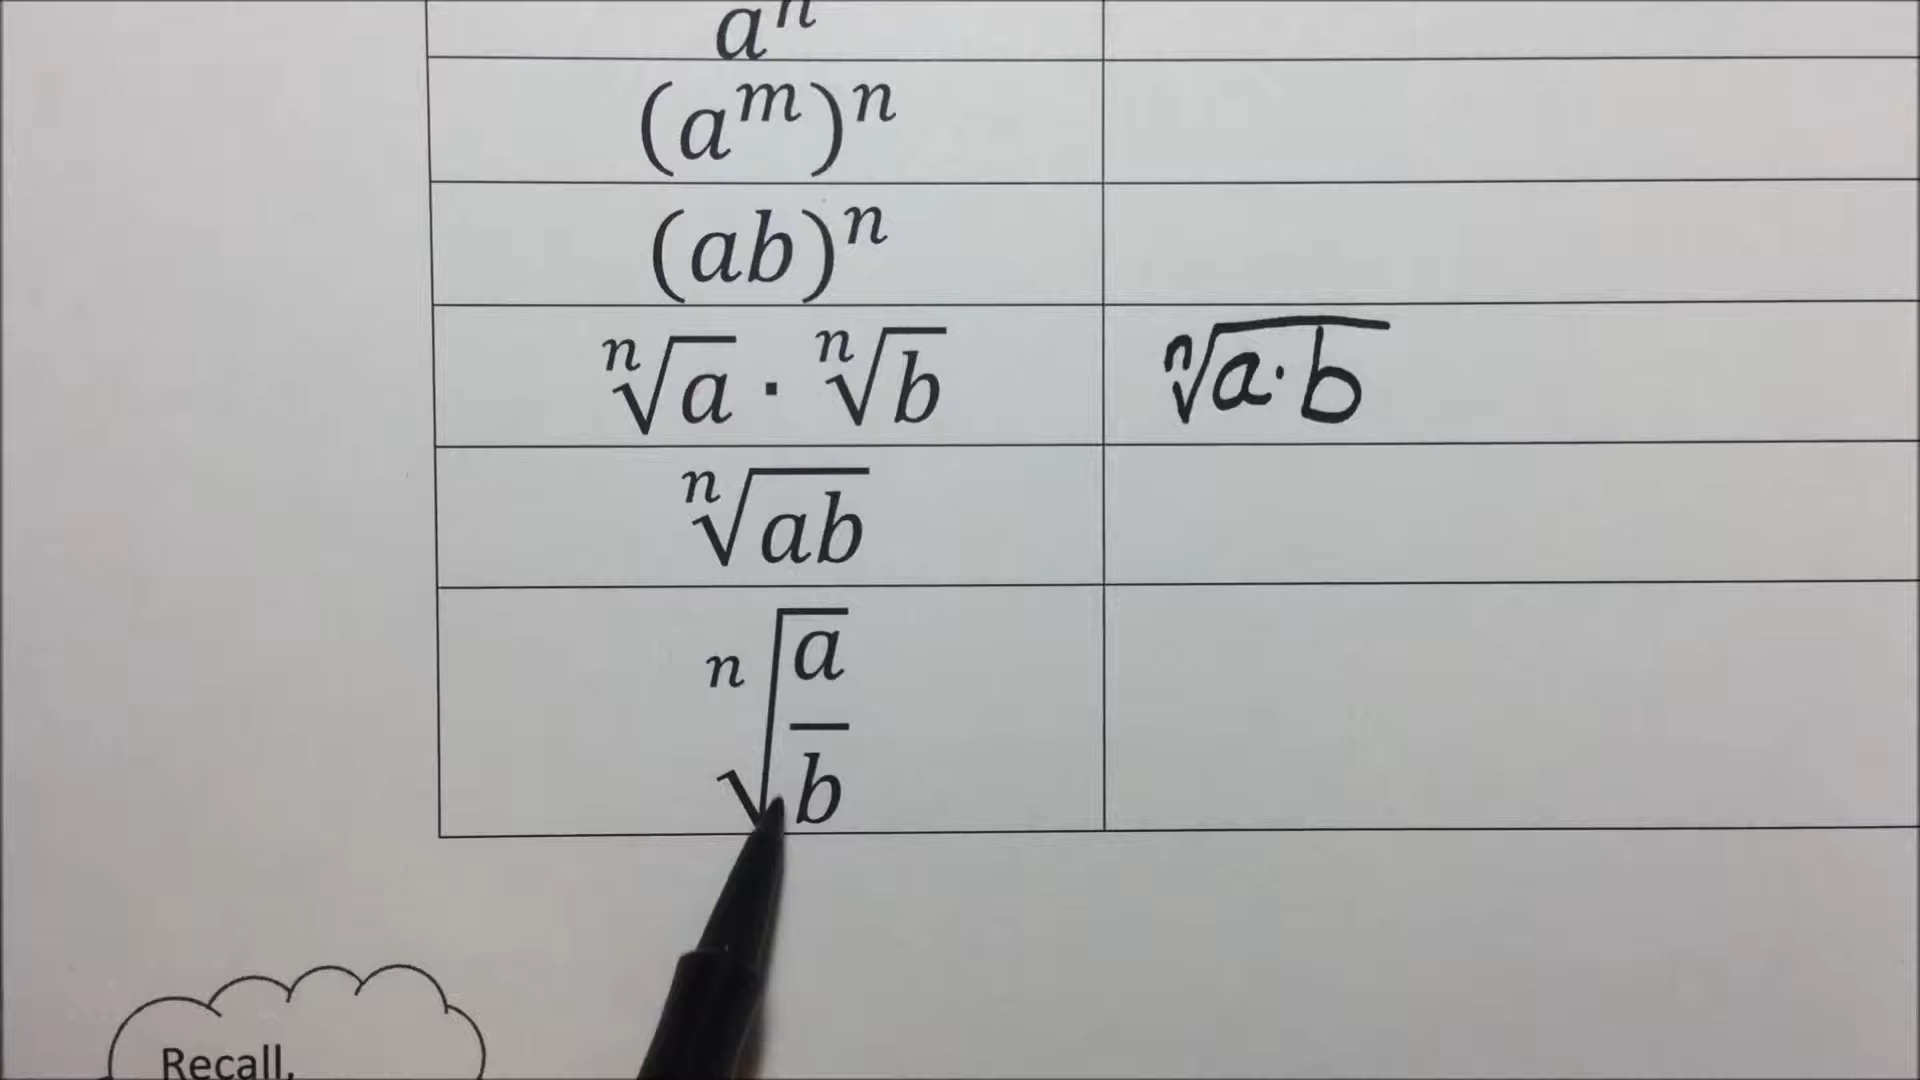 aⁿ
(aᵐ)ⁿ
(ab)ⁿ
ⁿ√a · ⁿ√b
ⁿ√a·b
ⁿ√ab
ⁿ√(a/b)
Recall,